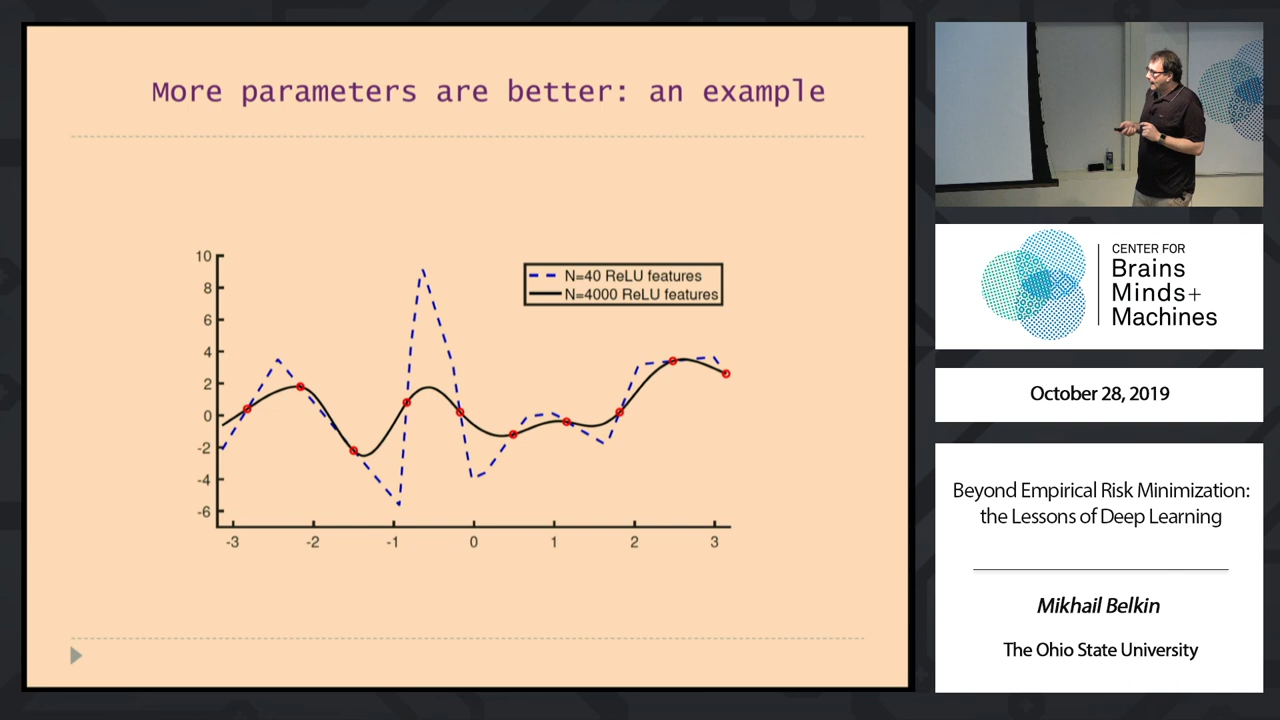 More parameters are better: an example
10
8
6
4
2
0
-2
-4
-6
-3 -2 -1 0 1 2 3
N=40 ReLU features
N=4000 ReLU features
CENTER FOR
Brains
Minds+
Machines
October 28, 2019
Beyond Empirical Risk Minimization:
the Lessons of Deep Learning
Mikhail Belkin
The Ohio State University